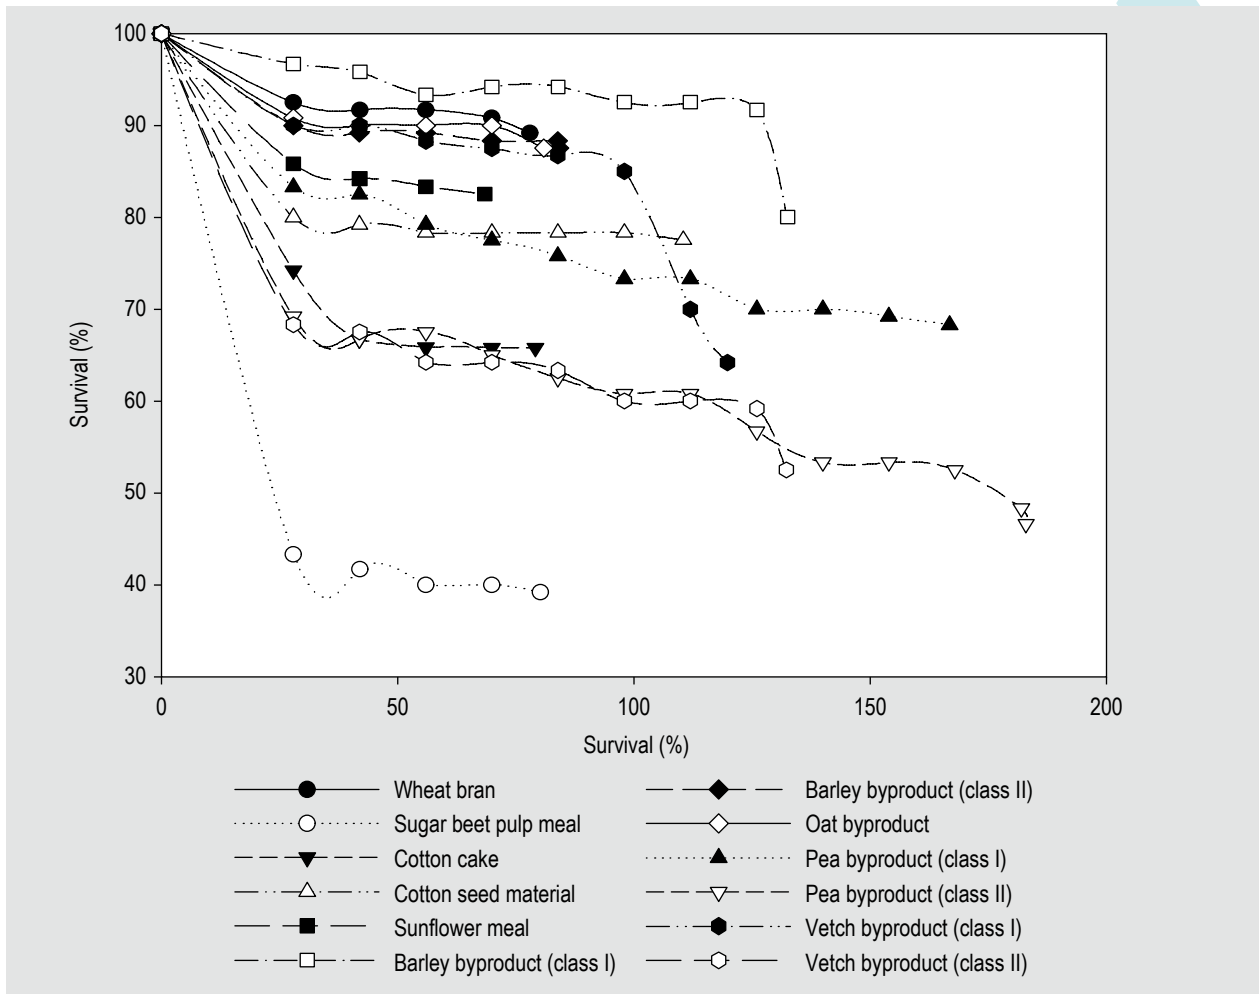 100
90
80
70
60
50
40
30
Survival (%)
0 50 100 150 200
Survival (%)
Wheat bran
Sugar beet pulp meal
Cotton cake
Cotton seed material
Sunflower meal
Barley byproduct (class I)
Barley byproduct (class II)
Oat byproduct
Pea byproduct (class I)
Pea byproduct (class II)
Vetch byproduct (class I)
Vetch byproduct (class II)